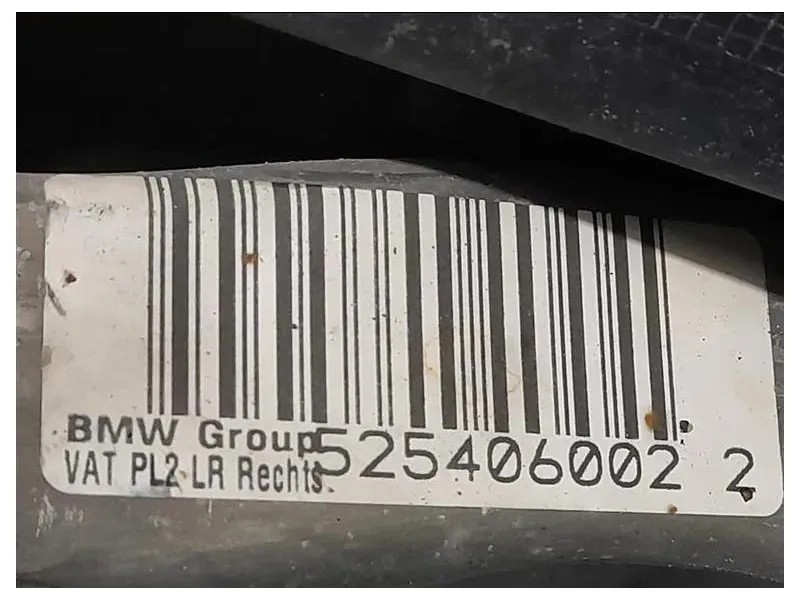 BMW Group 525406002 2
VAT PL2 LR Rechts